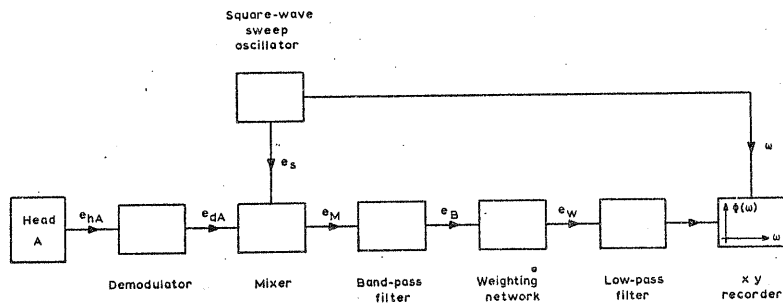 Square-wave
sweep
oscillator
e_s
ω
Head
A
e_hA
e_dA
e_M
e_B
e_W
Φ(ω)
ω
Demodulator
Mixer
Band-pass
filter
Weighting
network
Low-pass
filter
x y
recorder